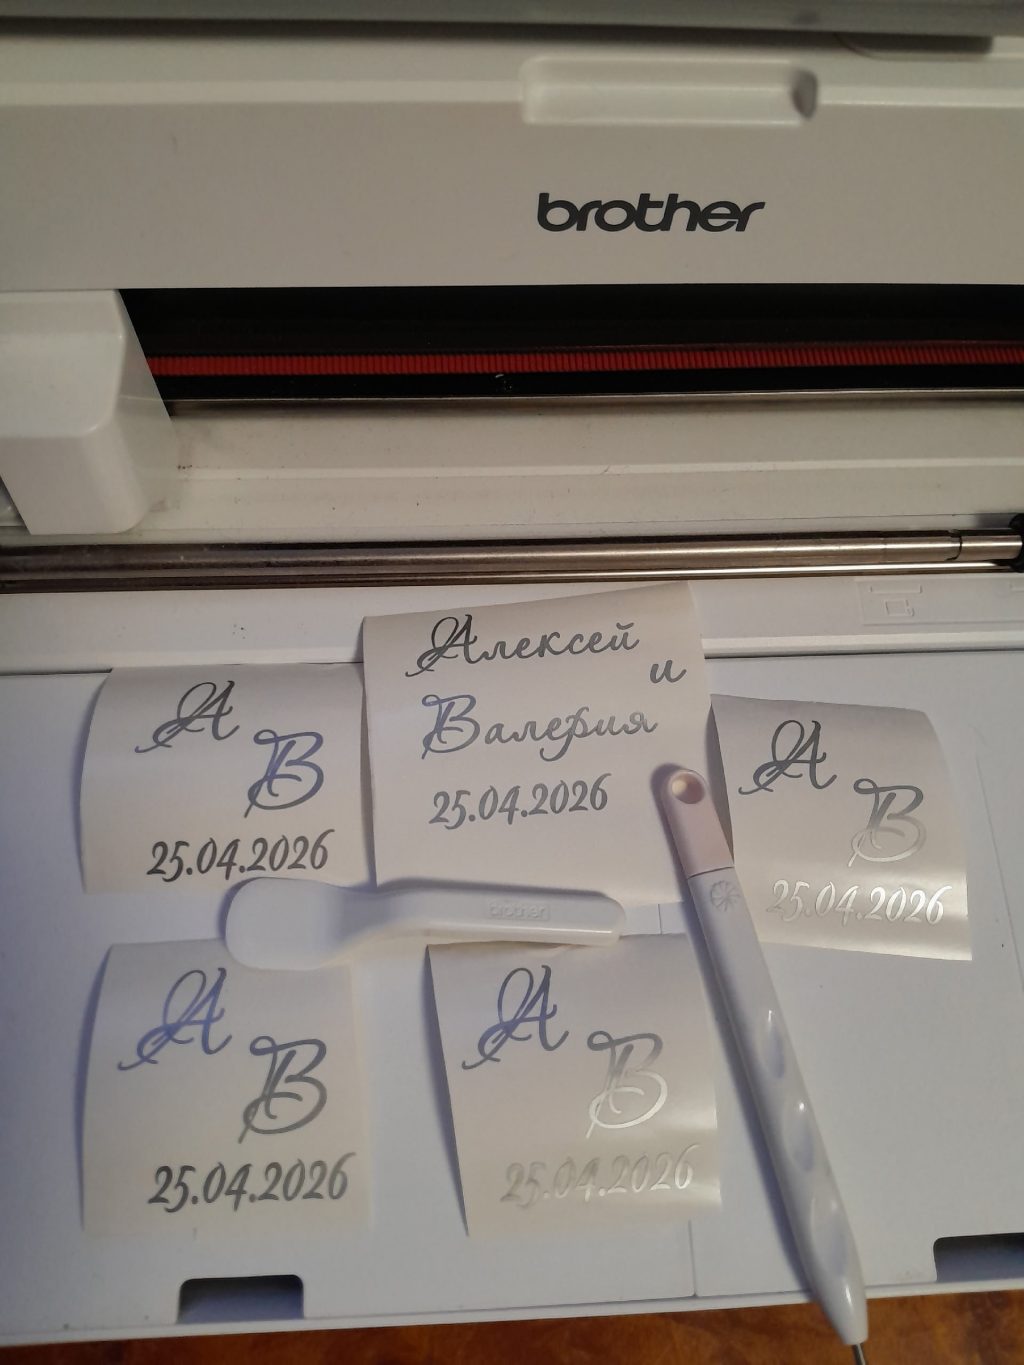 brother
Алексей
и
Валерия
25.04.2026
А
В
25.04.2026
А
В
25.04.2026
brother
А
В
25.04.2026
А
В
25.04.2026